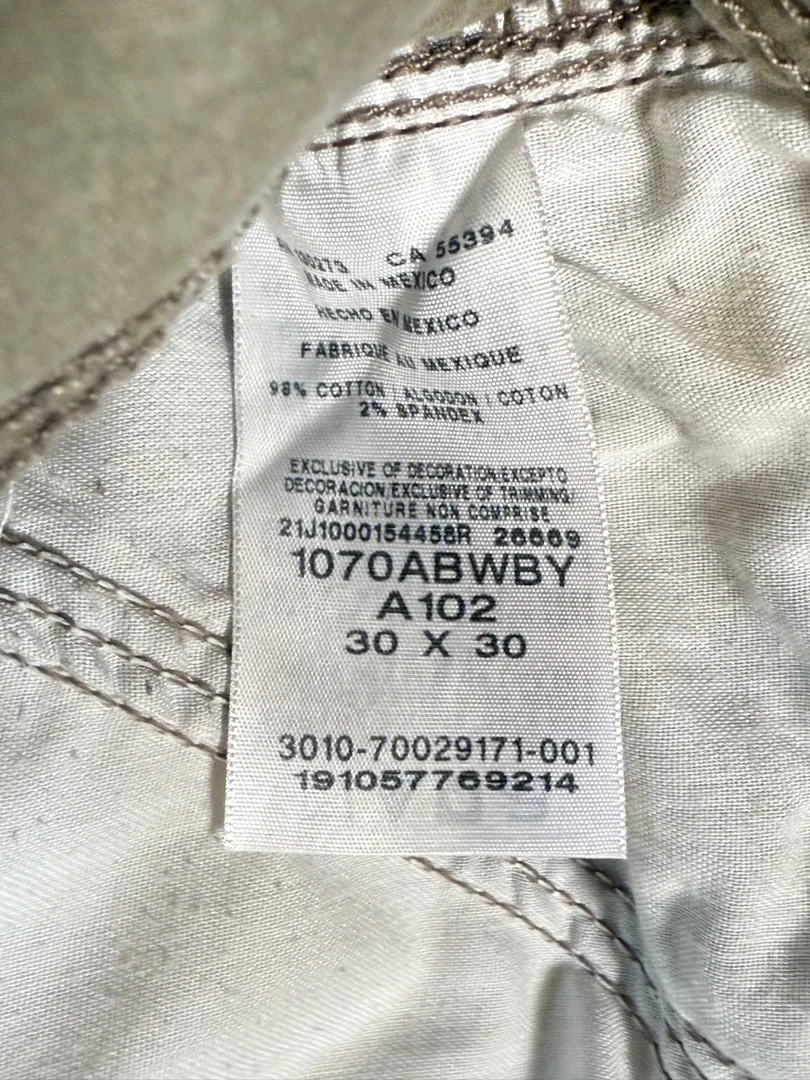 CA 55394
MADE IN MEXICO
HECHO EN MEXICO
FABRIQUE AU MEXIQUE
98% COTTON / ALGODON / COTON
2% SPANDEX
EXCLUSIVE OF DECORATION/EXCEPTO
DECORACION/EXCLUSIVE OF TRIMMING/
GARNITURE NON COMPRISE
21J1000154458R 26669
1070ABWBY
A102
30 X 30
3010-70029171-001
191057769214